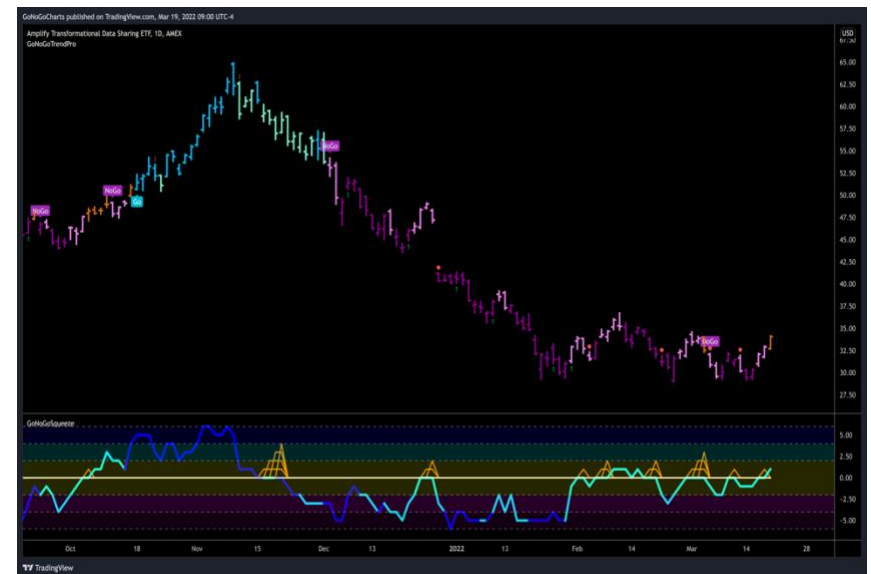 GoNoGoCharts published on TradingView.com, Mar 19, 2022 09:00 UTC-4
Amplify Transformational Data Sharing ETF, 1D, AMEX
GoNoGoTrendPro
USD
67.50
65.00
62.50
60.00
57.50
55.00
52.50
50.00
47.50
45.00
42.50
40.00
37.50
35.00
32.50
30.00
27.50
NoGo
NoGo
NoGo
Go
NoGo
GoNoGoSqueeze
5.00
2.50
0.00
-2.50
-5.00
Oct 18 Nov 15 Dec 13 2022 13 Feb 14 Mar 14 28
TradingView